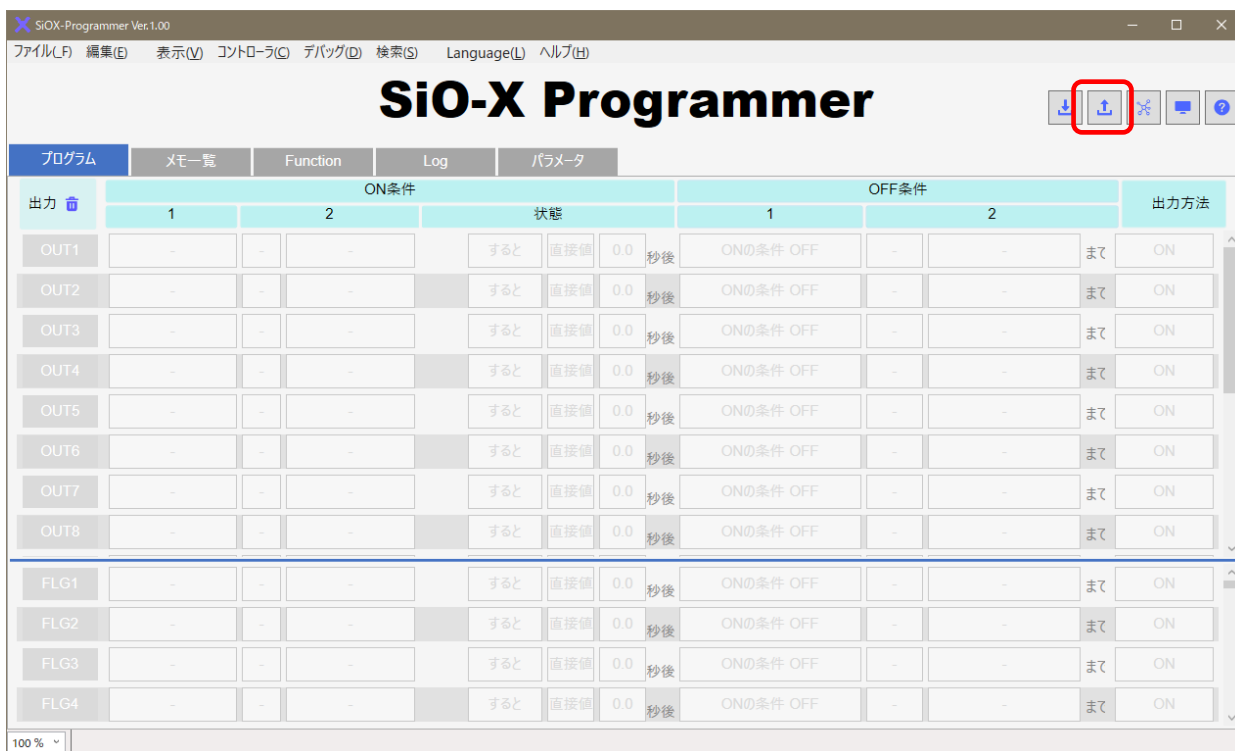 SiOX-Programmer Ver.1.00
ファイル(_F) 編集(E) 表示(V) コントローラ(C) デバッグ(D) 検索(S) Language(L) ヘルプ(H)
SiO-X Programmer
プログラム メモ一覧 Function Log パラメータ
出力 ON条件 OFF条件 出力方法
1 2 状態 1 2
OUT1 - - - すると 直接値 0.0 秒後 ONの条件 OFF - - まで ON
OUT2 - - - すると 直接値 0.0 秒後 ONの条件 OFF - - まで ON
OUT3 - - - すると 直接値 0.0 秒後 ONの条件 OFF - - まで ON
OUT4 - - - すると 直接値 0.0 秒後 ONの条件 OFF - - まで ON
OUT5 - - - すると 直接値 0.0 秒後 ONの条件 OFF - - まで ON
OUT6 - - - すると 直接値 0.0 秒後 ONの条件 OFF - - まで ON
OUT7 - - - すると 直接値 0.0 秒後 ONの条件 OFF - - まで ON
OUT8 - - - すると 直接値 0.0 秒後 ONの条件 OFF - - まで ON
FLG1 - - - すると 直接値 0.0 秒後 ONの条件 OFF - - まで ON
FLG2 - - - すると 直接値 0.0 秒後 ONの条件 OFF - - まで ON
FLG3 - - - すると 直接値 0.0 秒後 ONの条件 OFF - - まで ON
FLG4 - - - すると 直接値 0.0 秒後 ONの条件 OFF - - まで ON
100 %